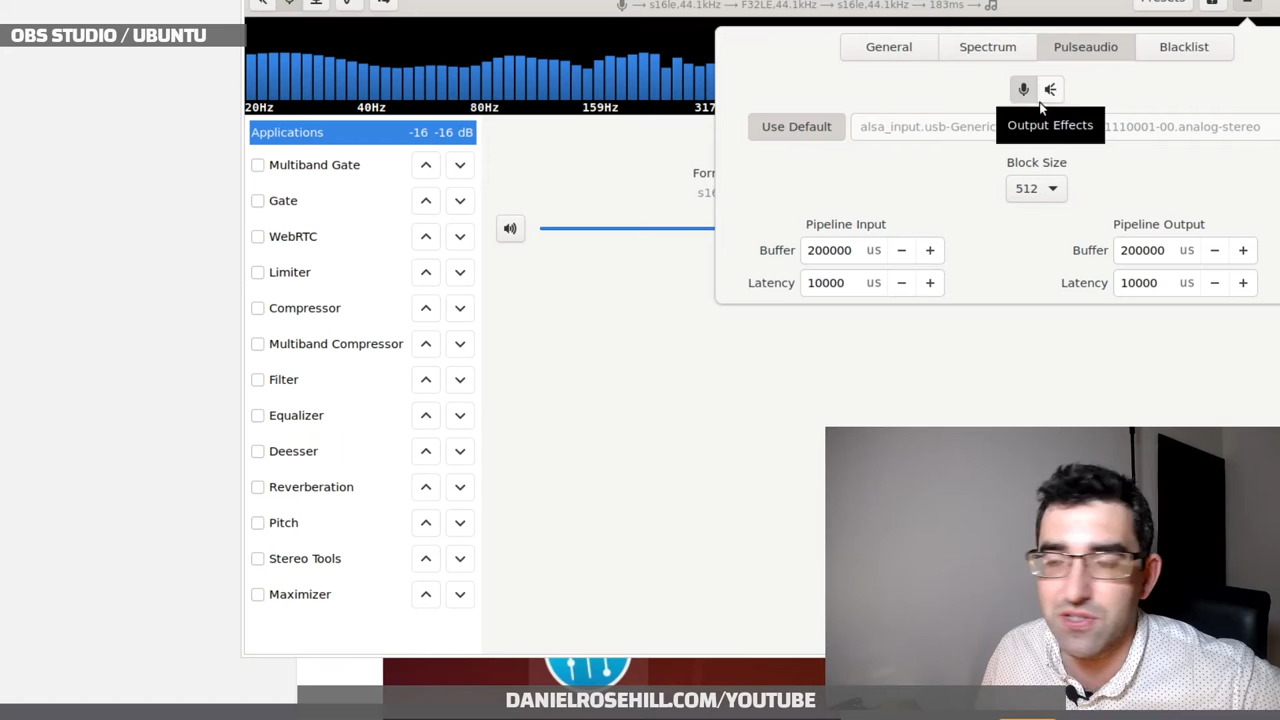 OBS STUDIO / UBUNTU
s16le,44.1kHz → F32LE,44.1kHz → s16le,44.1kHz → 183ms
Presets
General
Spectrum
Pulseaudio
Blacklist
20Hz
40Hz
80Hz
159Hz
317
Output Effects
Use Default
alsa_input.usb-Generic
1110001-00.analog-stereo
Applications
-16 -16 dB
Multiband Gate
Gate
WebRTC
Limiter
Compressor
Multiband Compressor
Filter
Equalizer
Deesser
Reverberation
Pitch
Stereo Tools
Maximizer
Form
s16
Block Size
512
Pipeline Input
Buffer 200000 us
Latency 10000 us
Pipeline Output
Buffer 200000 us
Latency 10000 us
DANIELROSEHILL.COM/YOUTUBE